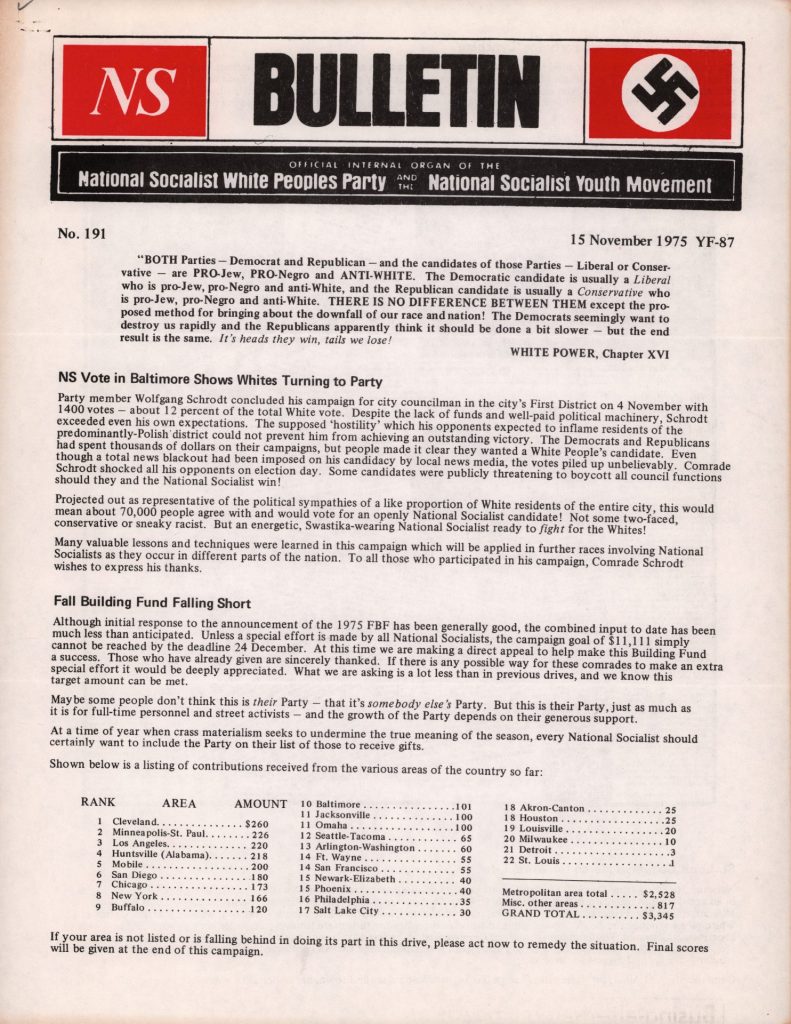 NS
BULLETIN
OFFICIAL INTERNAL ORGAN OF THE
National Socialist White Peoples Party AND THE National Socialist Youth Movement
No. 191
15 November 1975 YF-87
"BOTH Parties — Democrat and Republican — and the candidates of those Parties — Liberal or Conser-
vative — are PRO-Jew, PRO-Negro and ANTI-WHITE. The Democratic candidate is usually a Liberal
who is pro-Jew, pro-Negro and anti-White, and the Republican candidate is usually a Conservative who
is pro-Jew, pro-Negro and anti-White. THERE IS NO DIFFERENCE BETWEEN THEM except the pro-
posed method for bringing about the downfall of our race and nation! The Democrats seemingly want to
destroy us rapidly and the Republicans apparently think it should be done a bit slower — but the end
result is the same. It's heads they win, tails we lose!
WHITE POWER, Chapter XVI
NS Vote in Baltimore Shows Whites Turning to Party
Party member Wolfgang Schrodt concluded his campaign for city councilman in the city's First District on 4 November with
1400 votes — about 12 percent of the total White vote. Despite the lack of funds and well-paid political machinery, Schrodt
exceeded even his own expectations. The supposed 'hostility' which his opponents expected to inflame residents of the
predominantly-Polish district could not prevent him from achieving an outstanding victory. The Democrats and Republicans
had spent thousands of dollars on their campaigns, but people made it clear they wanted a White People's candidate. Even
though a total news blackout had been imposed on his candidacy by local news media, the votes piled up unbelievably. Comrade
Schrodt shocked all his opponents on election day. Some candidates were publicly threatening to boycott all council functions
should they and the National Socialist win!
Projected out as representative of the political sympathies of a like proportion of White residents of the entire city, this would
mean about 70,000 people agree with and would vote for an openly National Socialist candidate! Not some two-faced,
conservative or sneaky racist. But an energetic, Swastika-wearing National Socialist ready to fight for the Whites!
Many valuable lessons and techniques were learned in this campaign which will be applied in further races involving National
Socialists as they occur in different parts of the nation. To all those who participated in his campaign, Comrade Schrodt
wishes to express his thanks.
Fall Building Fund Falling Short
Although initial response to the announcement of the 1975 FBF has been generally good, the combined input to date has been
much less than anticipated. Unless a special effort is made by all National Socialists, the campaign goal of $11,111 simply
cannot be reached by the deadline 24 December. At this time we are making a direct appeal to help make this Building Fund
a success. Those who have already given are sincerely thanked. If there is any possible way for these comrades to make an extra
special effort it would be deeply appreciated. What we are asking is a lot less than in previous drives, and we know this
target amount can be met.
Maybe some people don't think this is their Party — that it's somebody else's Party. But this is their Party, just as much as
it is for full-time personnel and street activists — and the growth of the Party depends on their generous support.
At a time of year when crass materialism seeks to undermine the true meaning of the season, every National Socialist should
certainly want to include the Party on their list of those to receive gifts.
Shown below is a listing of contributions received from the various areas of the country so far:
RANK AREA AMOUNT
1 Cleveland. . . . . . . . . . . . . . $260
2 Minneapolis-St. Paul. . . . . . . . 226
3 Los Angeles. . . . . . . . . . . . . 220
4 Huntsville (Alabama). . . . . . . 218
5 Mobile . . . . . . . . . . . . . . . 200
6 San Diego . . . . . . . . . . . . . 180
7 Chicago . . . . . . . . . . . . . . 173
8 New York . . . . . . . . . . . . . 166
9 Buffalo . . . . . . . . . . . . . . .120
10 Baltimore . . . . . . . . . . . . . . .101
11 Jacksonville . . . . . . . . . . . . . 100
11 Omaha . . . . . . . . . . . . . . . .100
12 Seattle-Tacoma . . . . . . . . . . . 65
13 Arlington-Washington . . . . . . . 60
14 Ft. Wayne . . . . . . . . . . . . . . 55
14 San Francisco . . . . . . . . . . . . 55
15 Newark-Elizabeth . . . . . . . . . . 40
15 Phoenix . . . . . . . . . . . . . . . . 40
16 Philadelphia . . . . . . . . . . . . . .35
17 Salt Lake City . . . . . . . . . . . . 30
18 Akron-Canton . . . . . . . . . . . . 25
18 Houston . . . . . . . . . . . . . . . .25
19 Louisville . . . . . . . . . . . . . . .20
20 Milwaukee . . . . . . . . . . . . . . 10
21 Detroit . . . . . . . . . . . . . . . . .3
22 St. Louis . . . . . . . . . . . . . . . .1
Metropolitan area total . . . . . $2,528
Misc. other areas . . . . . . . . . . . . 817
GRAND TOTAL . . . . . . . . . . $3,345
If your area is not listed or is falling behind in doing its part in this drive, please act now to remedy the situation. Final scores
will be given at the end of this campaign.